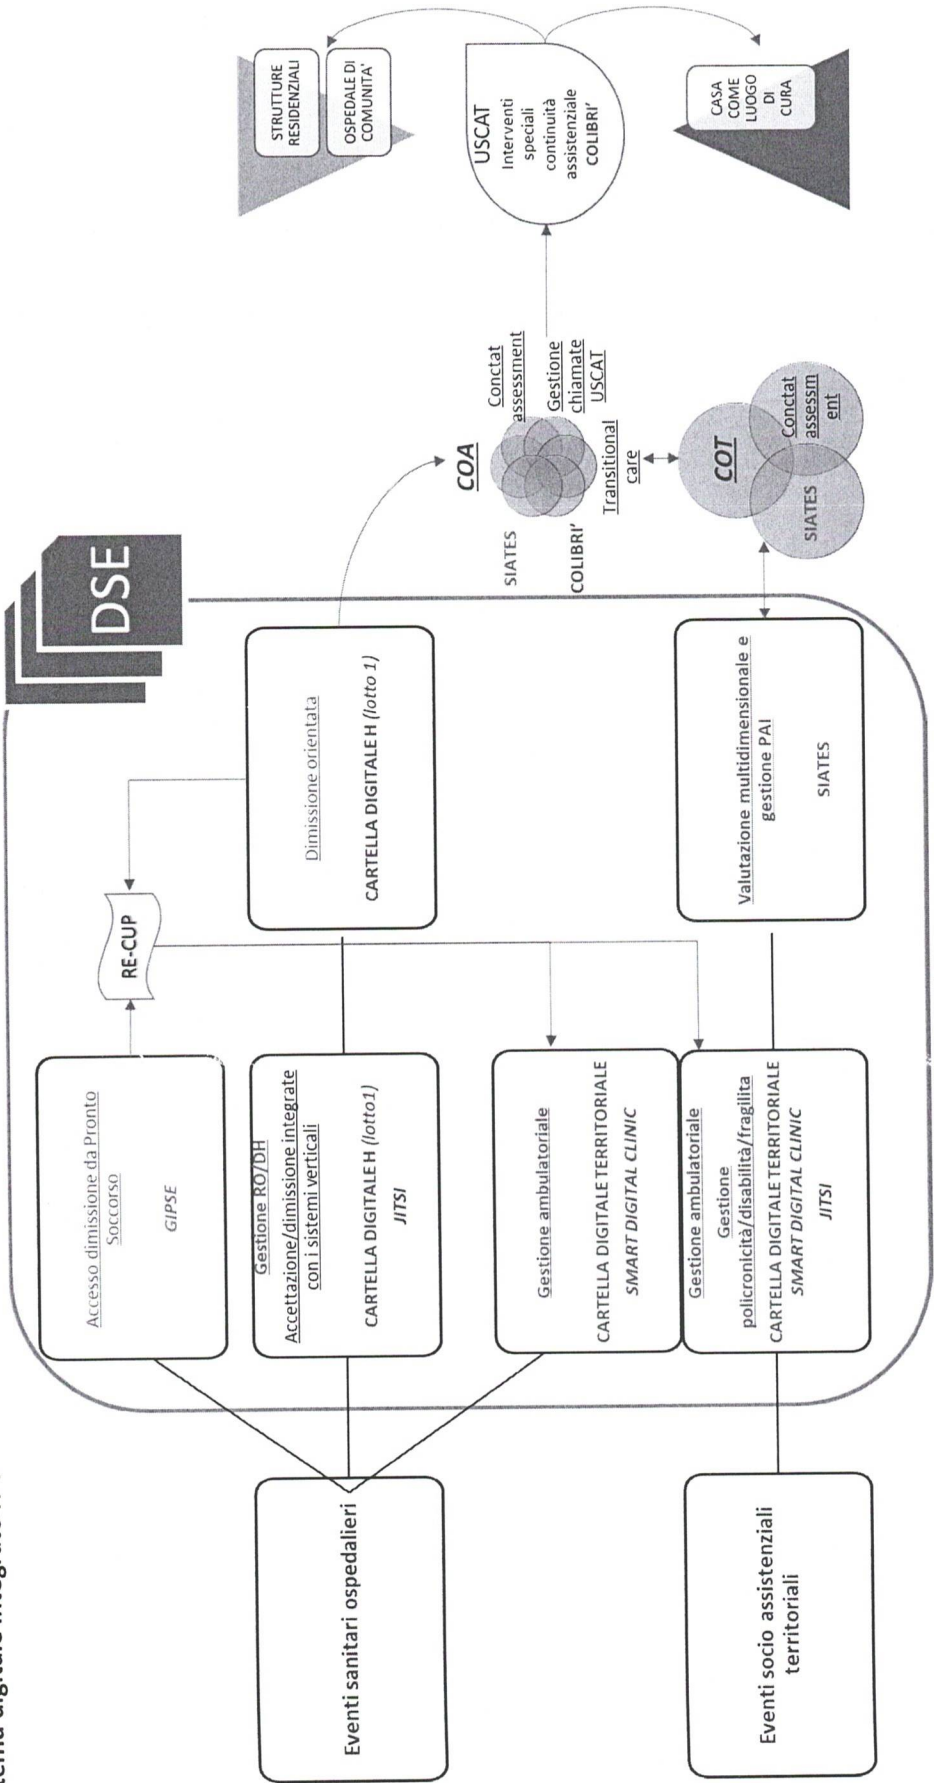 DSE
Eventi sanitari ospedalieri
Eventi socio assistenziali
territoriali
Accesso dimissione da Pronto
Soccorso
GIPSE
Gestione RO/DH
Accettazione/dimissione integrate
con i sistemi verticali
CARTELLA DIGITALE H (lotto1)
JITSI
Gestione ambulatoriale
CARTELLA DIGITALE TERRITORIALE
SMART DIGITAL CLINIC
Gestione ambulatoriale
Gestione
policronicità/disabilità/fragilita
CARTELLA DIGITALE TERRITORIALE
SMART DIGITAL CLINIC
JITSI
RE-CUP
Dimissione orientata
CARTELLA DIGITALE H (lotto 1)
Valutazione multidimensionale e
gestione PAI
SIATES
COA
SIATES
COLIBRI’
Conctat
assessment
Gestione
chiamate
USCAT
Transitional
care
COT
SIATES
Conctat
assessm
ent
USCAT
Interventi
speciali
continuità
assistenziale
COLIBRI’
STRUTTURE
RESIDENZIALI
OSPEDALE DI
COMUNITA’
CASA
COME
LUOGO
DI
CURA